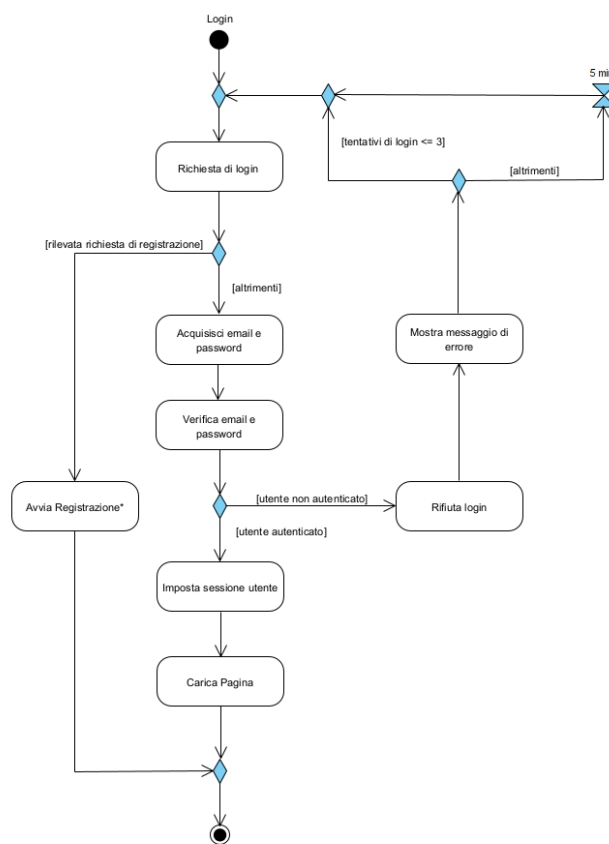 Login
5 mi
[tentativi di login <= 3]
[altrimenti]
Richiesta di login
[rilevata richiesta di registrazione]
[altrimenti]
Acquisisci email e
password
Mostra messaggio di
errore
Verifica email e
password
[utente non autenticato]
Avvia Registrazione*
Rifiuta login
[utente autenticato]
Imposta sessione utente
Carica Pagina